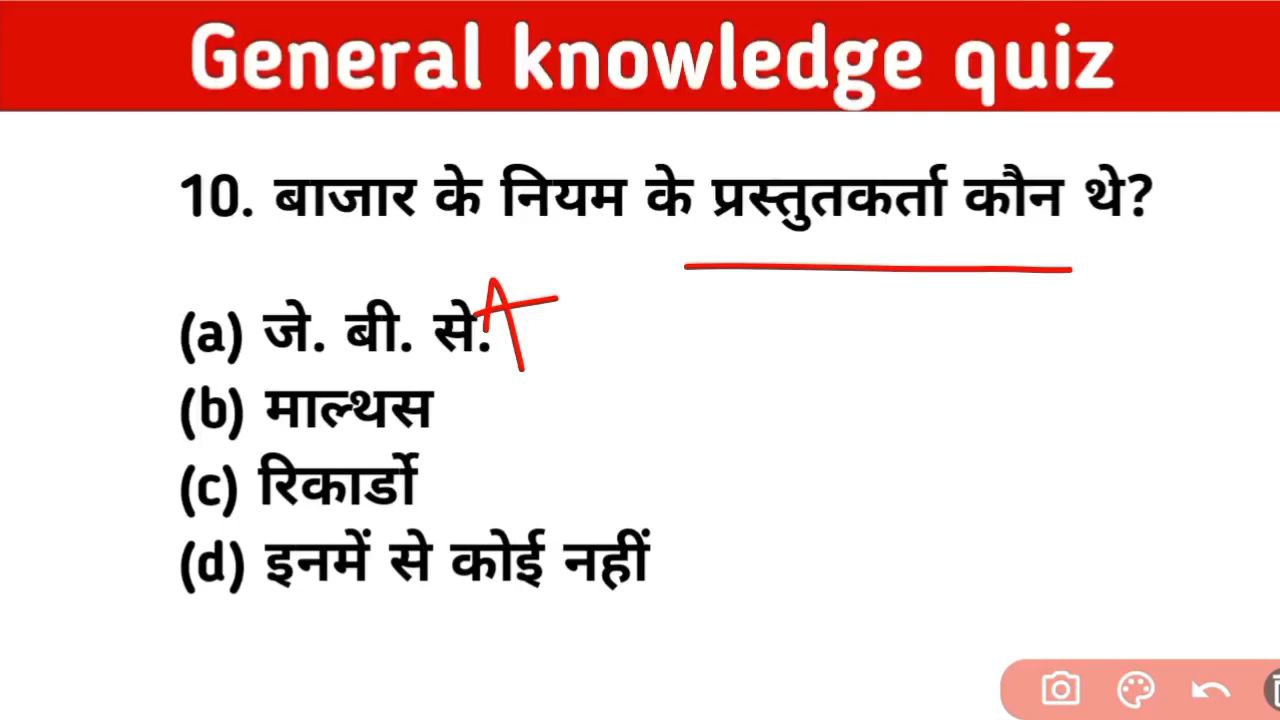 General knowledge quiz
10. बाजार के नियम के प्रस्तुतकर्ता कौन थे?
(a) जे. बी. से.
(b) माल्थस
(c) रिकार्डो
(d) इनमें से कोई नहीं